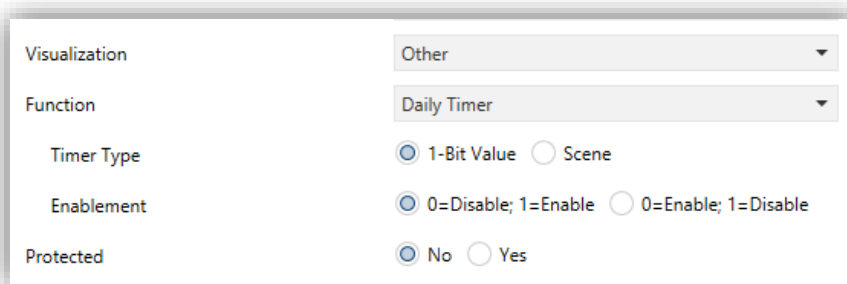 Visualization Other
Function Daily Timer
Timer Type 1-Bit Value Scene
Enablement 0=Disable; 1=Enable 0=Enable; 1=Disable
Protected No Yes